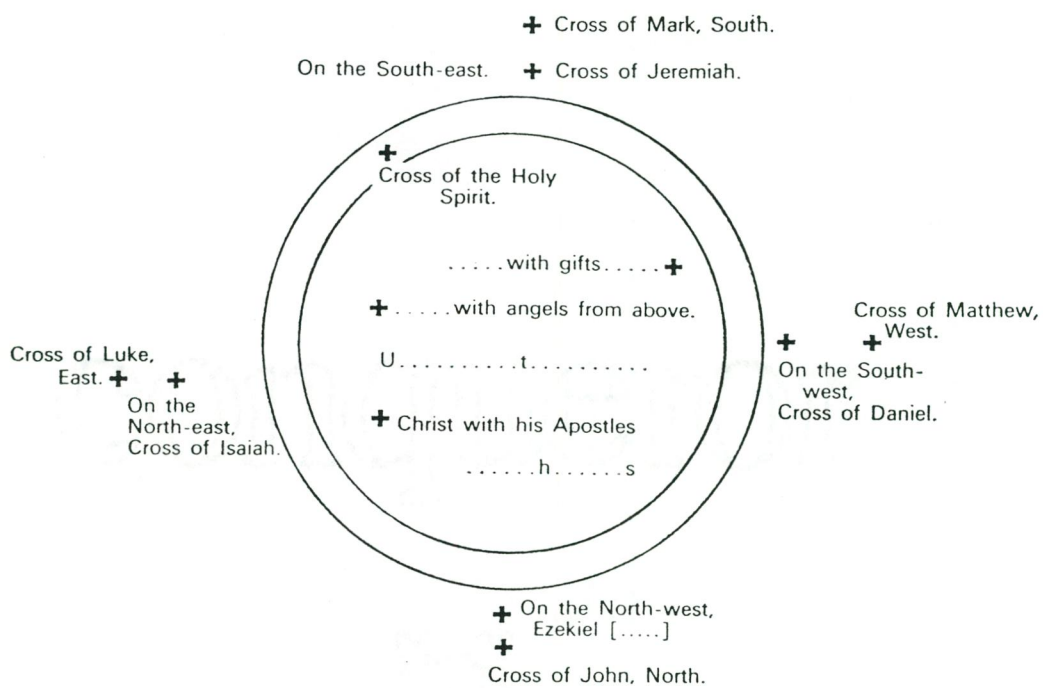 Cross of Mark, South.
On the South-east.
Cross of Jeremiah.
Cross of the Holy
Spirit.
.....with gifts.....
.....with angels from above.
U..........t..........
Christ with his Apostles
......h......s
Cross of Luke,
East.
On the
North-east,
Cross of Isaiah.
Cross of Matthew,
West.
On the South-
west,
Cross of Daniel.
On the North-west,
Ezekiel [.....]
Cross of John, North.